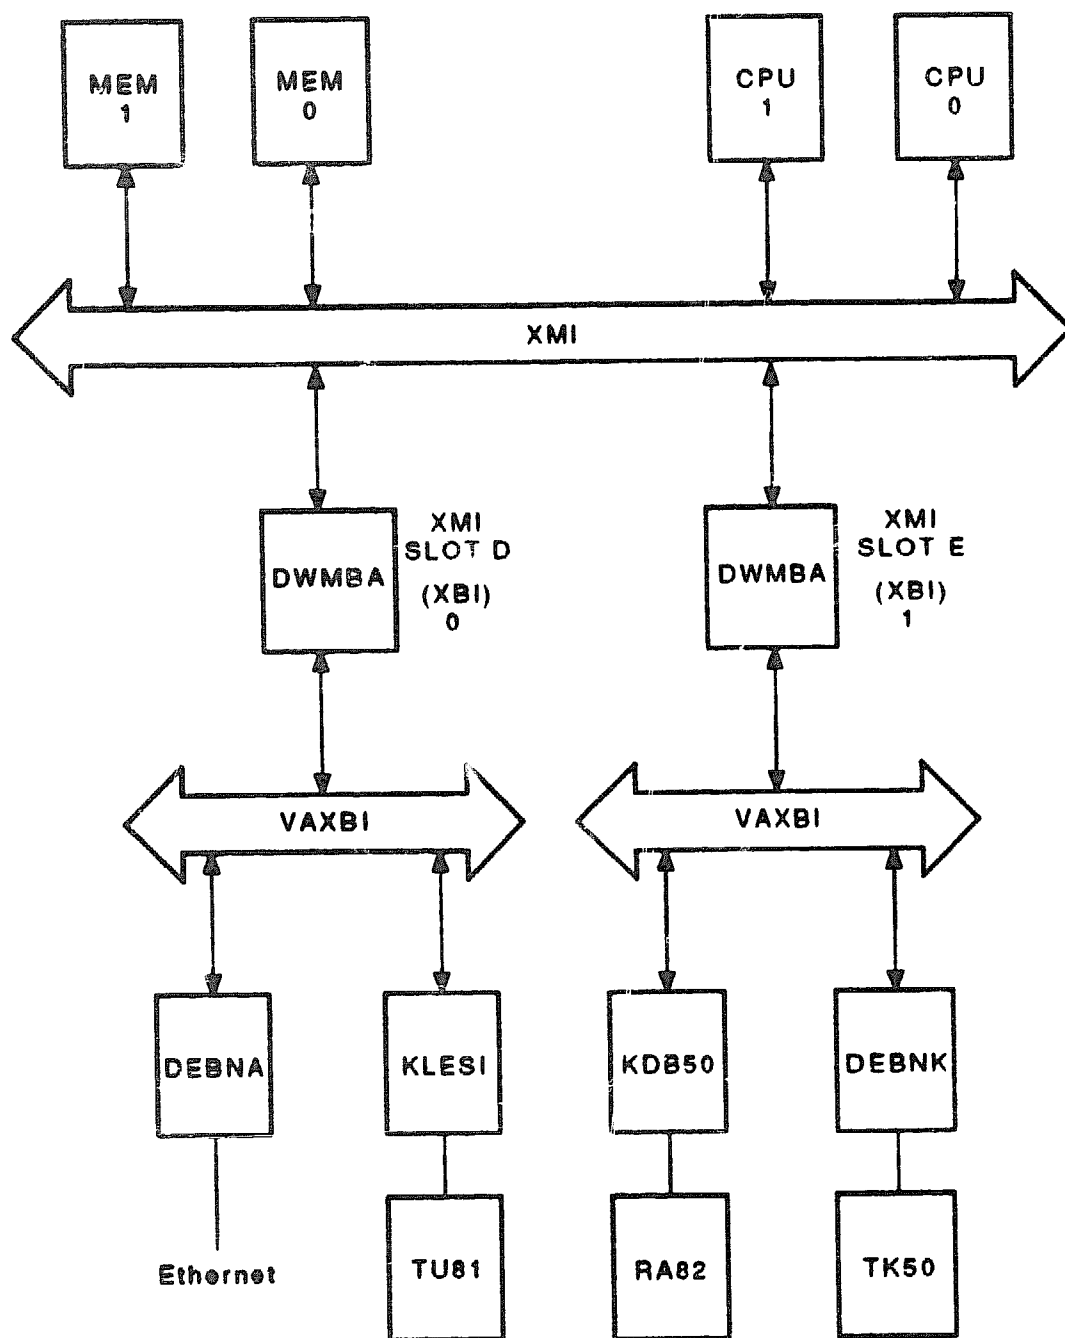 MEM
1
MEM
0
CPU
1
CPU
0
XMI
DWMBA
XMI
SLOT D
(XBI)
0
DWMBA
XMI
SLOT E
(XBI)
1
VAXBI
VAXBI
DEBNA
KLESI
KDB50
DEBNK
Ethernet
TU81
RA82
TK50